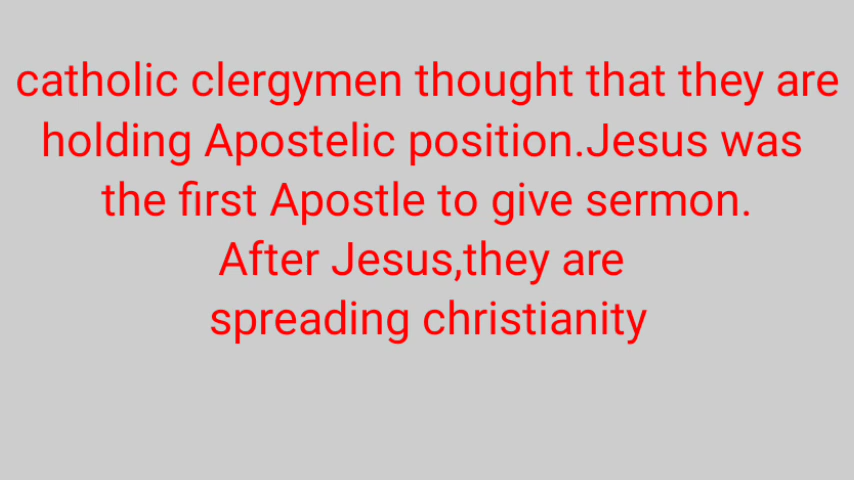 catholic clergymen thought that they are
holding Apostelic position.Jesus was
the first Apostle to give sermon.
After Jesus,they are
spreading christianity